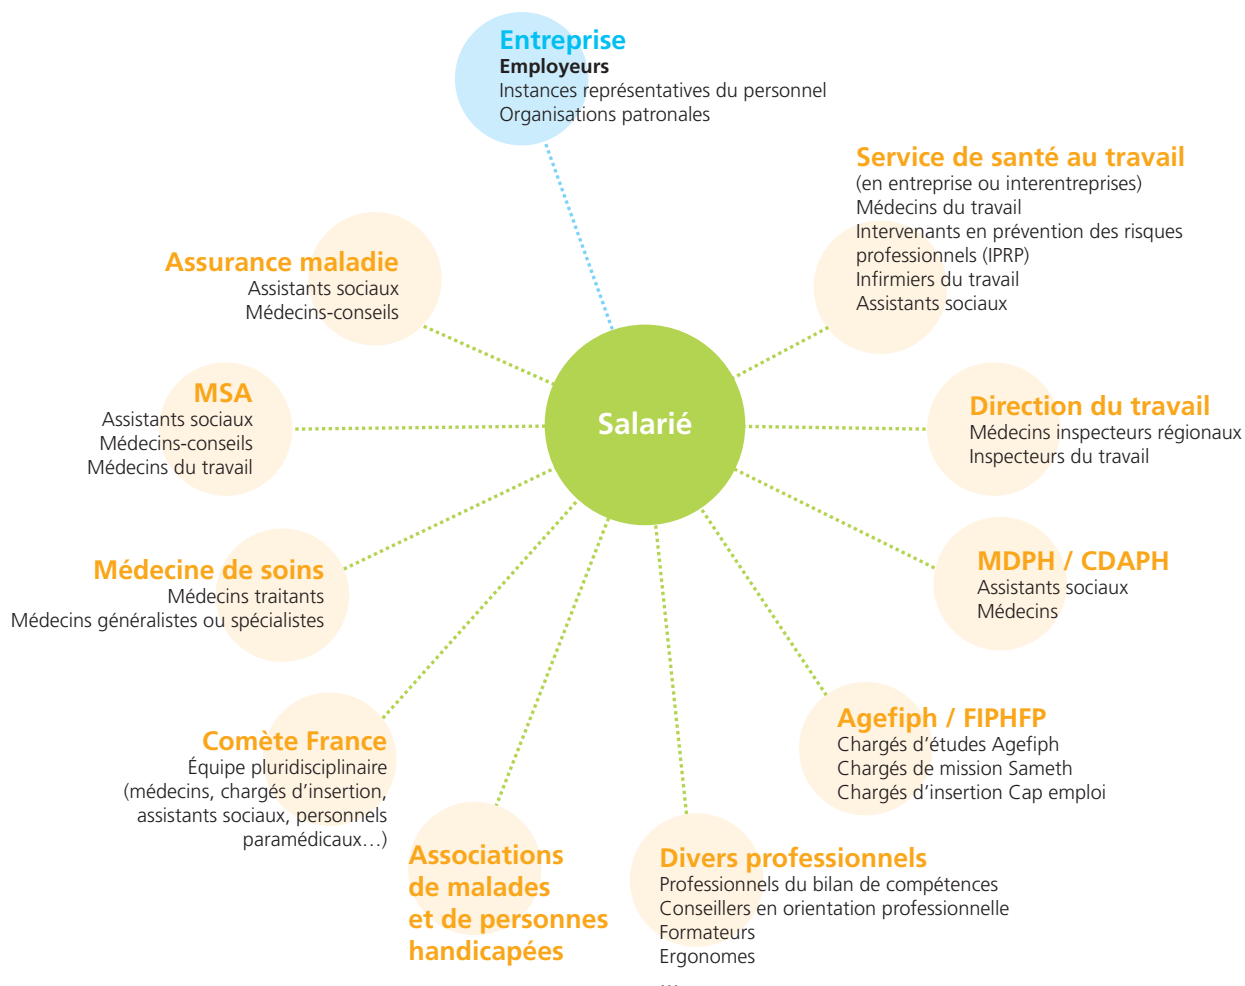 Entreprise
Employeurs
Instances représentatives du personnel
Organisations patronales
Service de santé au travail
(en entreprise ou interentreprises)
Médecins du travail
Intervenants en prévention des risques
professionnels (IPRP)
Infirmiers du travail
Assistants sociaux
Assurance maladie
Assistants sociaux
Médecins-conseils
MSA
Assistants sociaux
Médecins-conseils
Médecins du travail
Salarié
Direction du travail
Médecins inspecteurs régionaux
Inspecteurs du travail
Médecine de soins
Médecins traitants
Médecins généralistes ou spécialistes
MDPH / CDAPH
Assistants sociaux
Médecins
Comète France
Équipe pluridisciplinaire
(médecins, chargés d’insertion,
assistants sociaux, personnels
paramédicaux…)
Agefiph / FIPHFP
Chargés d’études Agefiph
Chargés de mission Sameth
Chargés d’insertion Cap emploi
Associations
de malades
et de personnes
handicapées
Divers professionnels
Professionnels du bilan de compétences
Conseillers en orientation professionnelle
Formateurs
Ergonomes
…